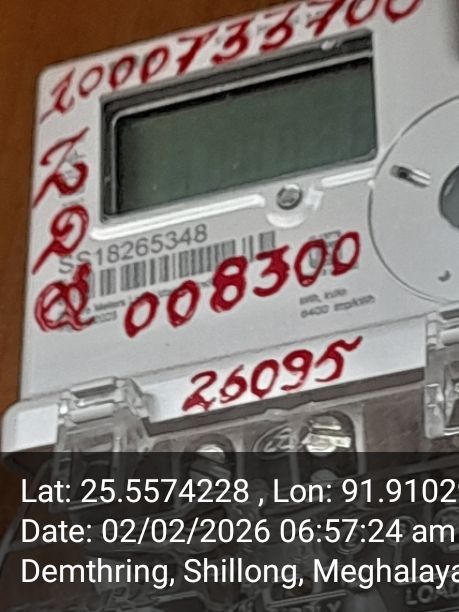 1000733700
SS18265348
008300
6400 imp/kWh
26095
Lat: 25.5574228 , Lon: 91.9102
Date: 02/02/2026 06:57:24 am
Demthring, Shillong, Meghalaya